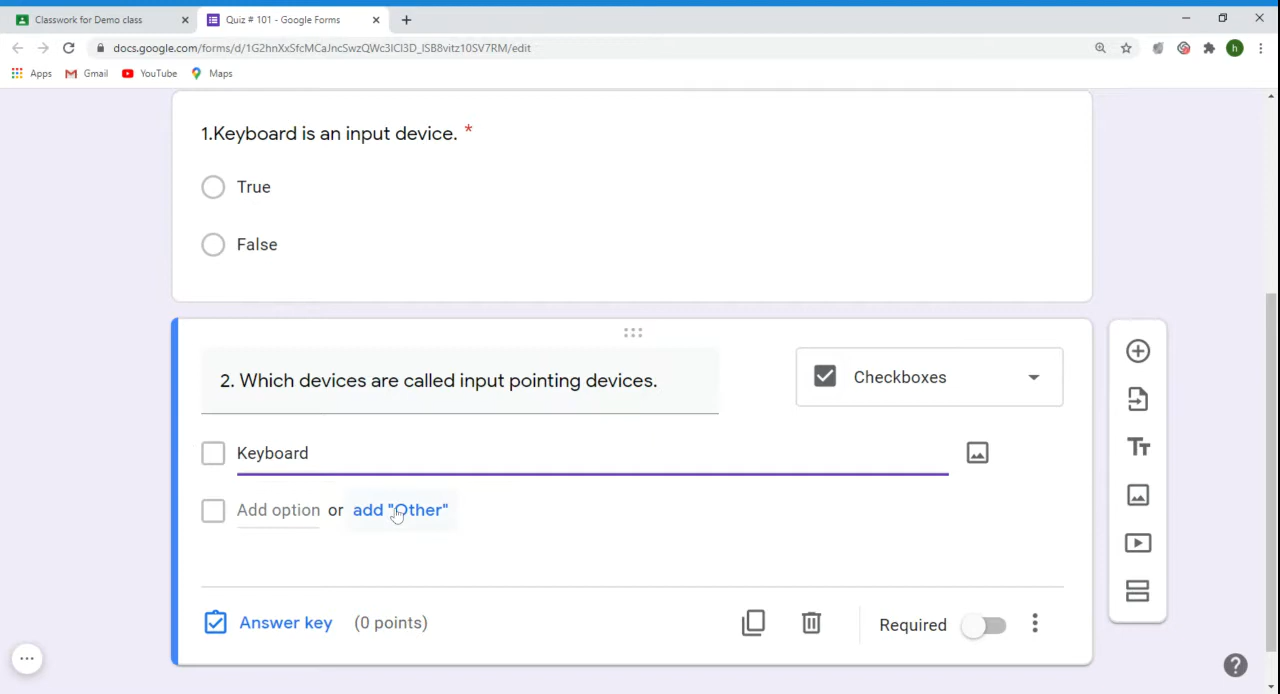 Classwork for Demo class
Quiz # 101 - Google Forms
docs.google.com/forms/d/1G2hnXxSfcMCaJncSwzQWc3lCl3D_lSB8vitz10SV7RM/edit
h
Apps
Gmail
YouTube
Maps
1.Keyboard is an input device. *
True
False
2. Which devices are called input pointing devices.
Checkboxes
Keyboard
Add option or add "Other"
Tt
Answer key (0 points)
Required